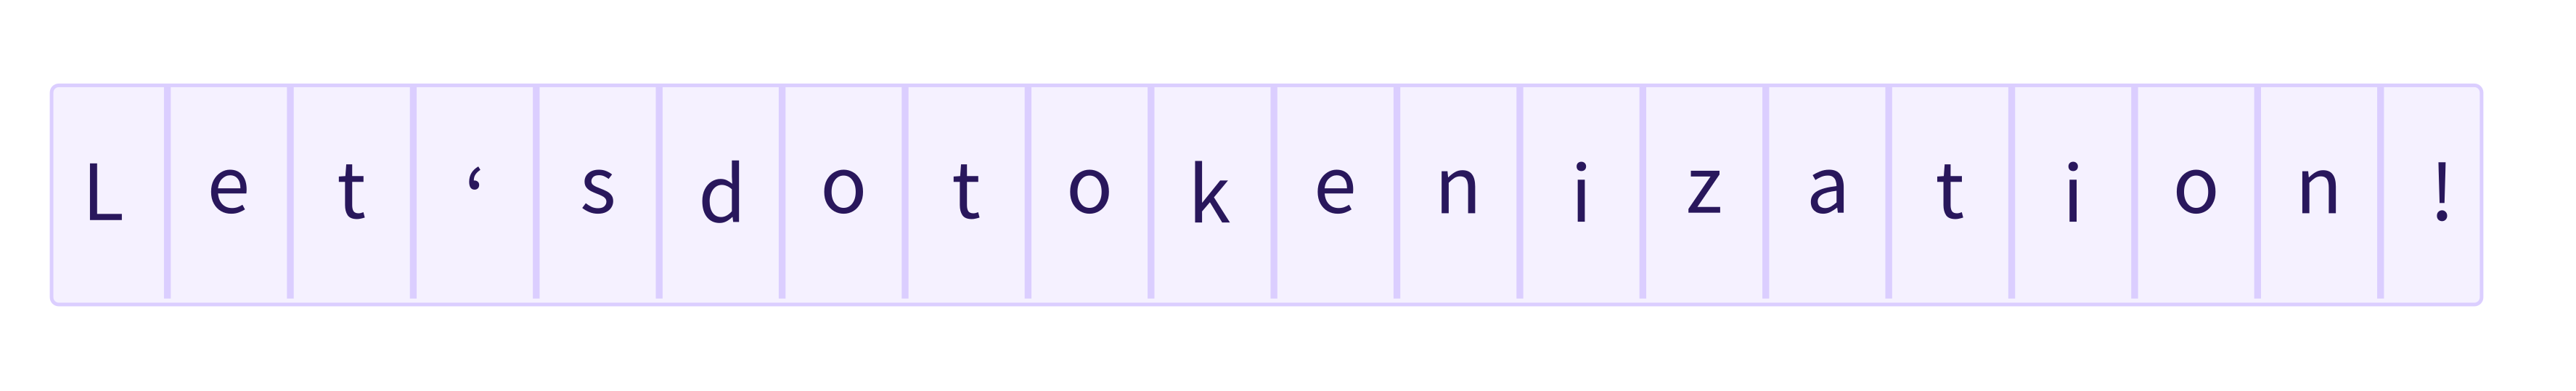 L e t ‘ s d o t o k e n i z a t i o n !